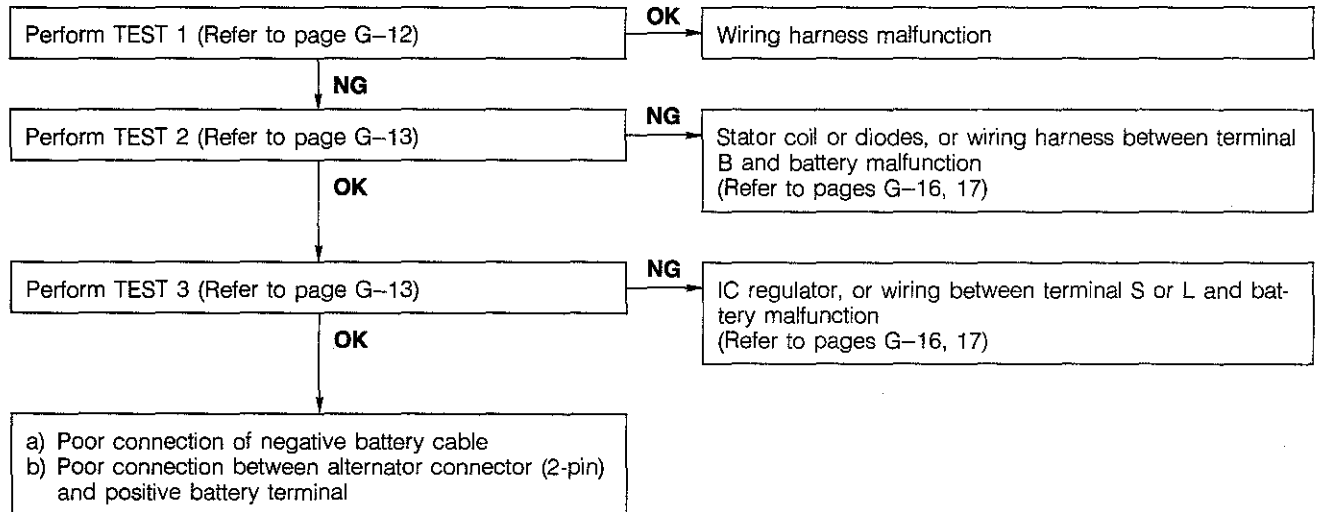 Perform TEST 1 (Refer to page G–12)
OK
Wiring harness malfunction
NG
Perform TEST 2 (Refer to page G–13)
NG
Stator coil or diodes, or wiring harness between terminal
B and battery malfunction
(Refer to pages G–16, 17)
OK
Perform TEST 3 (Refer to page G–13)
NG
IC regulator, or wiring between terminal S or L and bat-
tery malfunction
(Refer to pages G–16, 17)
OK
a) Poor connection of negative battery cable
b) Poor connection between alternator connector (2-pin)
and positive battery terminal